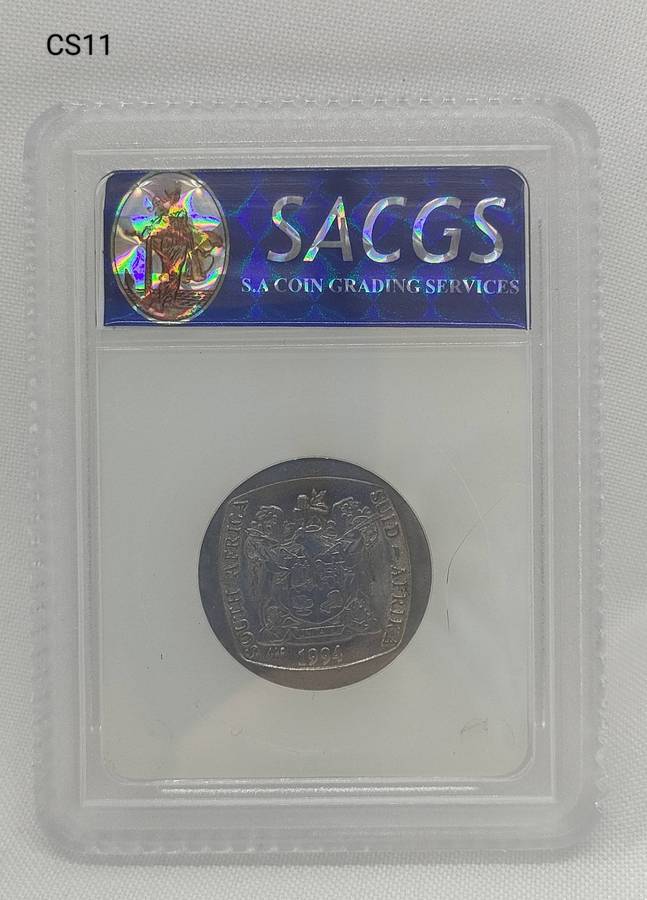 CS11
SACGS
S.A COIN GRADING SERVICES
SOUTH AFRICA
SUID - AFRIKA
1994